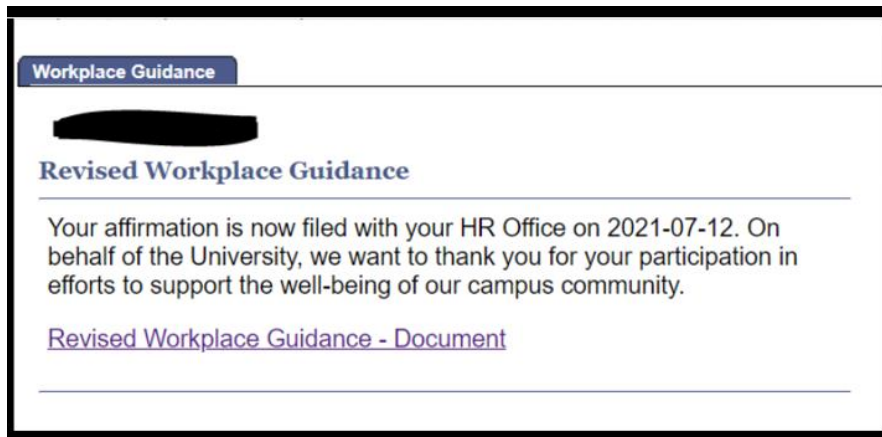 Workplace Guidance
Revised Workplace Guidance
Your affirmation is now filed with your HR Office on 2021-07-12. On
behalf of the University, we want to thank you for your participation in
efforts to support the well-being of our campus community.
Revised Workplace Guidance - Document